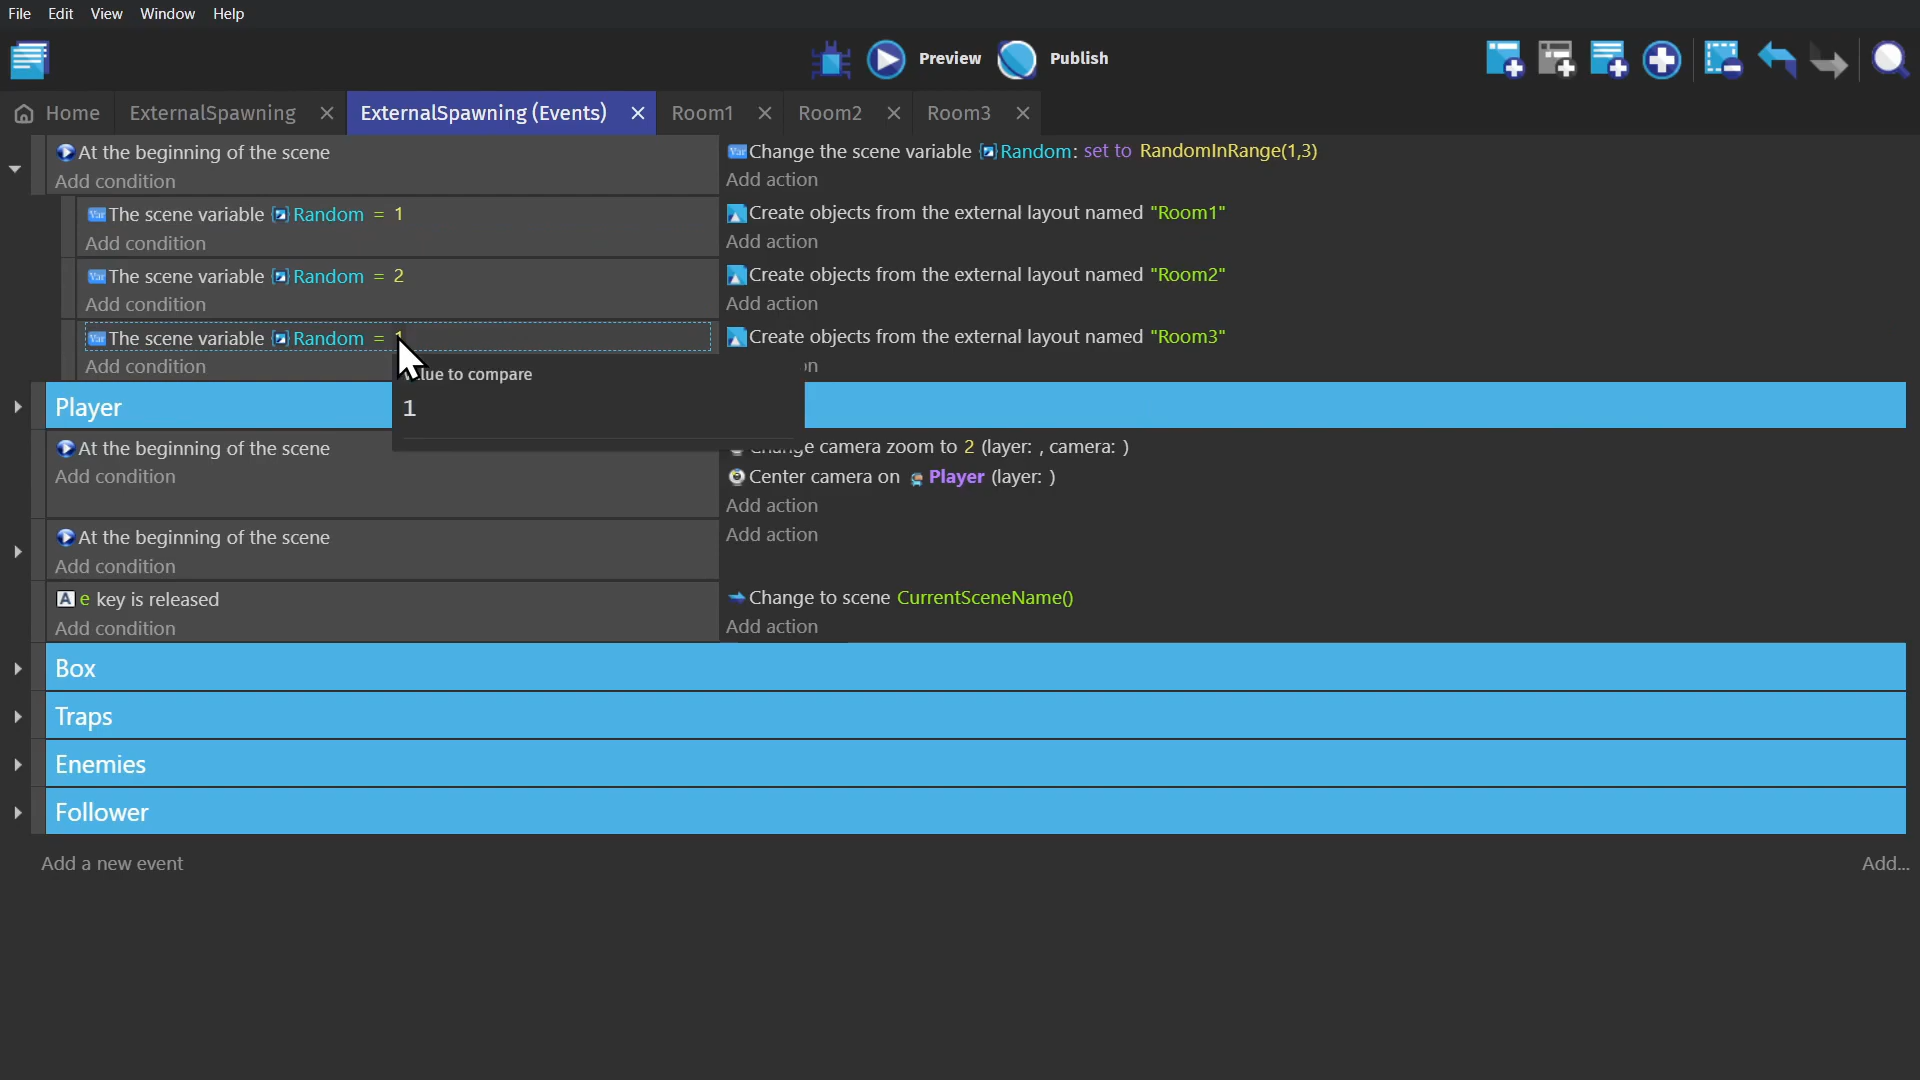 File Edit View Window Help
Preview Publish
Home ExternalSpawning ExternalSpawning (Events) Room1 Room2 Room3
At the beginning of the scene
Add condition
Change the scene variable Random: set to RandomInRange(1,3)
Add action
The scene variable Random = 1
Add condition
Create objects from the external layout named "Room1"
Add action
The scene variable Random = 2
Add condition
Create objects from the external layout named "Room2"
Add action
The scene variable Random =
Add condition
Create objects from the external layout named "Room3"
to compare
1
Player
At the beginning of the scene
Add condition
camera zoom to 2 (layer: , camera: )
Center camera on Player (layer: )
Add action
At the beginning of the scene
Add condition
Add action
e key is released
Add condition
Change to scene CurrentSceneName()
Add action
Box
Traps
Enemies
Follower
Add a new event
Add...